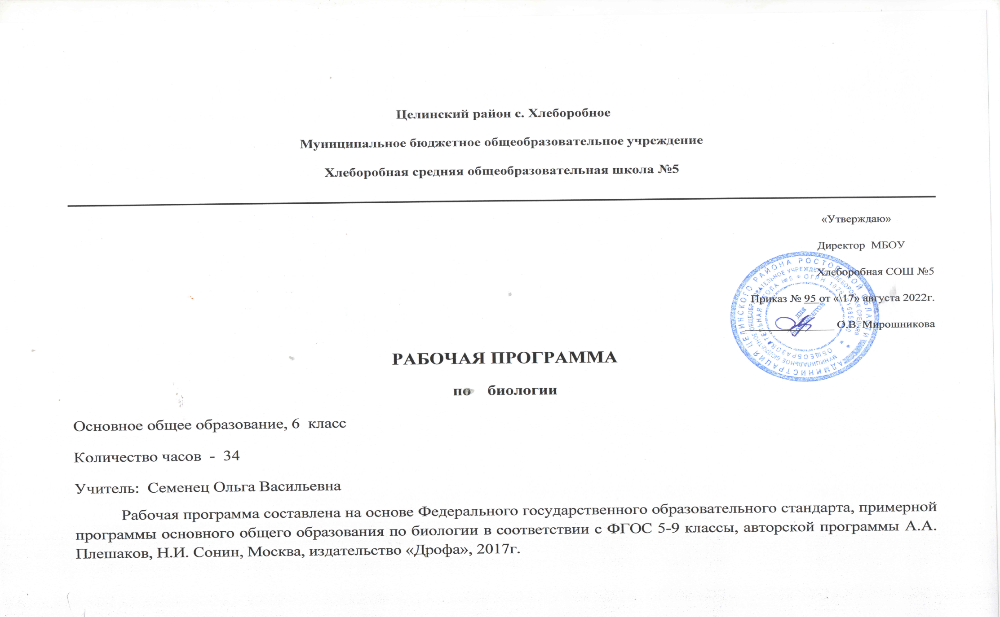 Целинский район с. Хлеборобное
Муниципальное бюджетное общеобразовательное учреждение
Хлеборобная средняя общеобразовательная школа №5
«Утверждаю»
Директор МБОУ
Хлеборобная СОШ №5
Приказ № 95 от «\17» августа 2022г.
О.В. Мирошникова
АДМИНИСТРАЦИЯ ЦЕЛИНСКОГО РАЙОНА РОСТОВСКОЙ ОБЛАСТИ
МУНИЦИПАЛЬНОЕ БЮДЖЕТНОЕ ОБЩЕОБРАЗОВАТЕЛЬНОЕ УЧРЕЖДЕНИЕ ХЛЕБОРОБНАЯ СРЕДНЯЯ
ОБЩЕОБРАЗОВАТЕЛЬНАЯ ШКОЛА №5 * ОГРН
ДЛЯ
ДОКУМЕНТОВ
РАБОЧАЯ ПРОГРАММА
по биологии
Основное общее образование, 6 класс
Количество часов - 34
Учитель: Семенец Ольга Васильевна
Рабочая программа составлена на основе Федерального государственного образовательного стандарта, примерной
программы основного общего образования по биологии в соответствии с ФГОС 5-9 классы, авторской программы А.А.
Плешаков, Н.И. Сонин, Москва, издательство «Дрофа», 2017г.